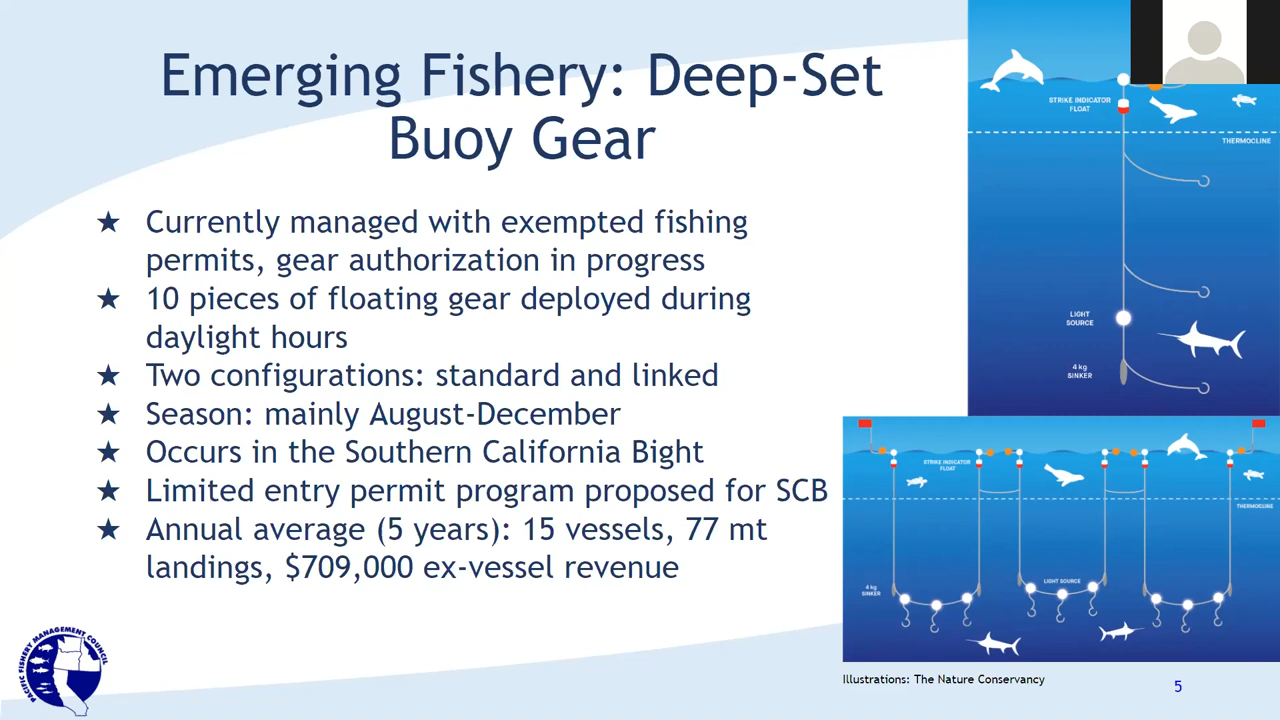 Emerging Fishery: Deep-Set
Buoy Gear
★ Currently managed with exempted fishing
permits, gear authorization in progress
★ 10 pieces of floating gear deployed during
daylight hours
★ Two configurations: standard and linked
★ Season: mainly August-December
★ Occurs in the Southern California Bight
★ Limited entry permit program proposed for SCB
★ Annual average (5 years): 15 vessels, 77 mt
landings, $709,000 ex-vessel revenue
STRIKE INDICATOR
FLOAT
THERMOCLINE
LIGHT
SOURCE
4 kg
SINKER
STRIKE INDICATOR
FLOAT
THERMOCLINE
LIGHT SOURCE
4 kg
SINKER
Illustrations: The Nature Conservancy
PACIFIC FISHERY MANAGEMENT COUNCIL
5